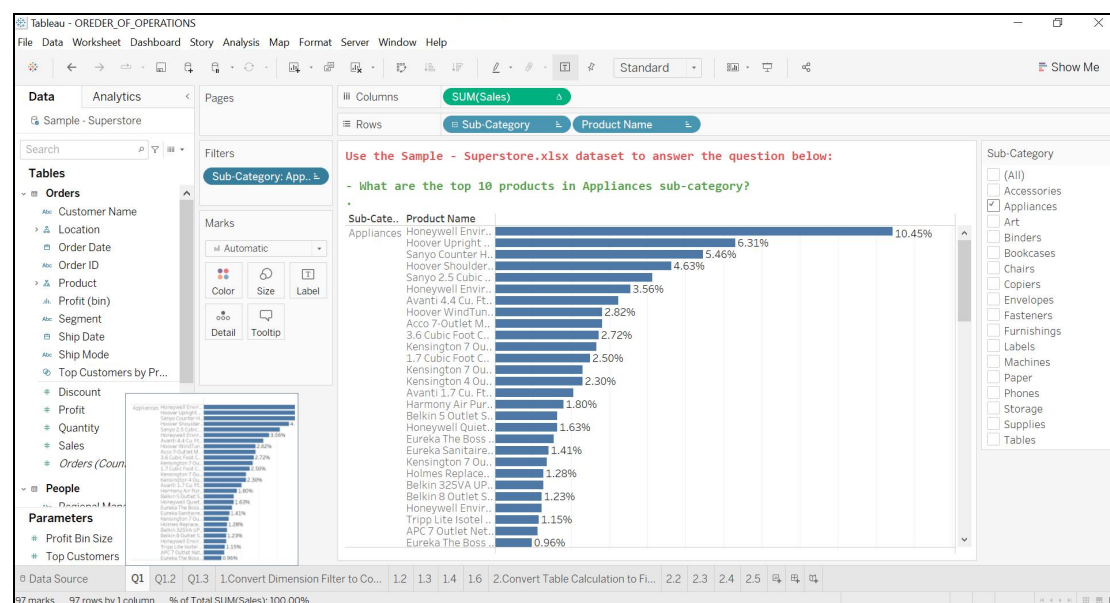 Tableau - OREDER_OF_OPERATIONS
File Data Worksheet Dashboard Story Analysis Map Format Server Window Help
Standard
Show Me
Data Analytics
Sample - Superstore
Search
Tables
Orders
Abc Customer Name
Location
Order Date
Abc Order ID
Product
Profit (bin)
Abc Segment
Ship Date
Abc Ship Mode
Top Customers by Pr...
# Discount
# Profit
# Quantity
# Sales
# Orders (Coun
People
Parameters
# Profit Bin Size
# Top Customers
Pages
Filters
Sub-Category: App..
Marks
Automatic
Color Size Label
Detail Tooltip
Columns SUM(Sales)
Rows Sub-Category Product Name
Use the Sample - Superstore.xlsx dataset to answer the question below:
- What are the top 10 products in Appliances sub-category?
.
Sub-Cate.. Product Name
Appliances Honeywell Envir.. 10.45%
Hoover Upright .. 6.31%
Sanyo Counter H.. 5.46%
Hoover Shoulder.. 4.63%
Sanyo 2.5 Cubic ..
Honeywell Envir.. 3.56%
Avanti 4.4 Cu. Ft..
Hoover WindTun.. 2.82%
Acco 7-Outlet M..
3.6 Cubic Foot C.. 2.72%
Kensington 7 Ou..
1.7 Cubic Foot C.. 2.50%
Kensington 7 Ou..
Kensington 4 Ou.. 2.30%
Avanti 1.7 Cu. Ft..
Harmony Air Pur.. 1.80%
Belkin 5 Outlet S..
Honeywell Quiet.. 1.63%
Eureka The Boss ..
Eureka Sanitaire.. 1.41%
Kensington 7 Ou..
Holmes Replace.. 1.28%
Belkin 325VA UP..
Belkin 8 Outlet S.. 1.23%
Honeywell Envir..
Tripp Lite Isotel .. 1.15%
APC 7 Outlet Net..
Eureka The Boss .. 0.96%
Sub-Category
(All)
Accessories
Appliances
Art
Binders
Bookcases
Chairs
Copiers
Envelopes
Fasteners
Furnishings
Labels
Machines
Paper
Phones
Storage
Supplies
Tables
Data Source Q1 Q1.2 Q1.3 1.Convert Dimension Filter to Co... 1.2 1.3 1.4 1.6 2.Convert Table Calculation to Fi... 2.2 2.3 2.4 2.5
97 marks 97 rows by 1 column % of Total SUM(Sales): 100.00%